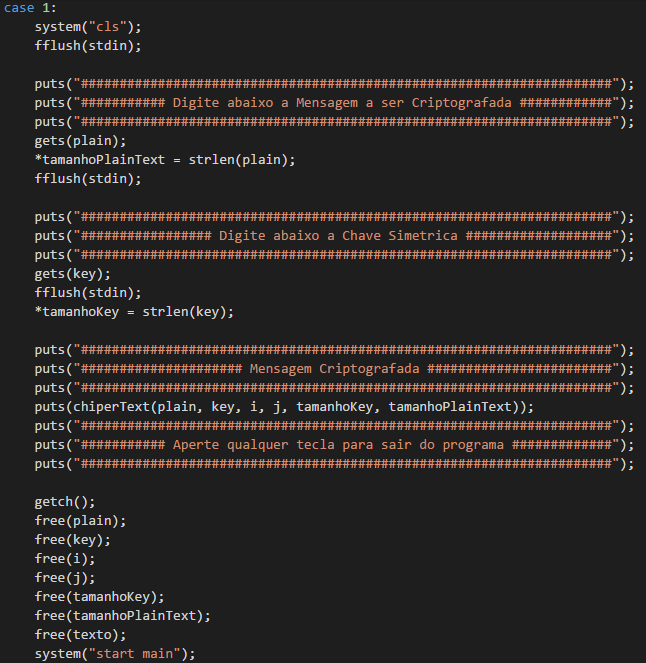 case 1:
    system("cls");
    fflush(stdin);

    puts("#####################################################################");
    puts("########### Digite abaixo a Mensagem a ser Criptografada ############");
    puts("#####################################################################");
    gets(plain);
    *tamanhoPlainText = strlen(plain);
    fflush(stdin);

    puts("#####################################################################");
    puts("################# Digite abaixo a Chave Simetrica ###################");
    puts("#####################################################################");
    gets(key);
    fflush(stdin);
    *tamanhoKey = strlen(key);

    puts("#####################################################################");
    puts("##################### Mensagem Criptografada ########################");
    puts("#####################################################################");
    puts(chiperText(plain, key, i, j, tamanhoKey, tamanhoPlainText));
    puts("#####################################################################");
    puts("########### Aperte qualquer tecla para sair do programa #############");
    puts("#####################################################################");

    getch();
    free(plain);
    free(key);
    free(i);
    free(j);
    free(tamanhoKey);
    free(tamanhoPlainText);
    free(texto);
    system("start main");